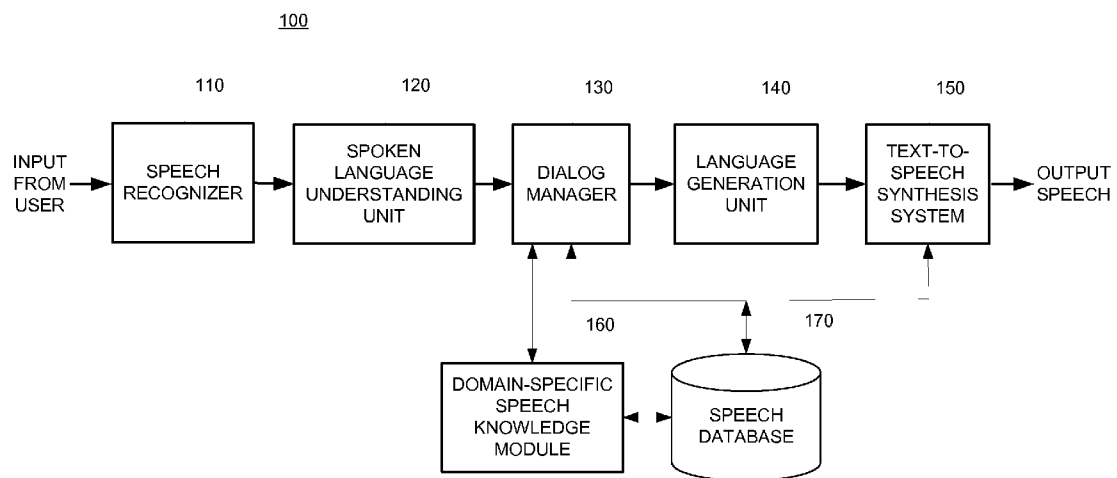 100
110
120
130
140
150
INPUT
FROM
USER
SPEECH
RECOGNIZER
SPOKEN
LANGUAGE
UNDERSTANDING
UNIT
DIALOG
MANAGER
LANGUAGE
GENERATION
UNIT
TEXT-TO-
SPEECH
SYNTHESIS
SYSTEM
OUTPUT
SPEECH
160
170
DOMAIN-SPECIFIC
SPEECH
KNOWLEDGE
MODULE
SPEECH
DATABASE